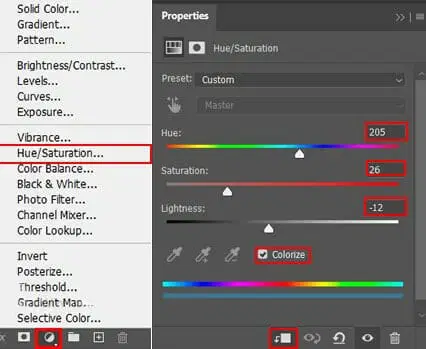 Solid Color...
Gradient...
Pattern...
Brightness/Contrast...
Levels...
Curves...
Exposure...
Vibrance...
Hue/Saturation...
Color Balance...
Black & White...
Photo Filter...
Channel Mixer...
Color Lookup...
Invert
Posterize...
Threshold...
Gradient Map...
Selective Color...
Properties
Hue/Saturation
Preset: Custom
Master
Hue: 205
Saturation: 26
Lightness: -12
Colorize